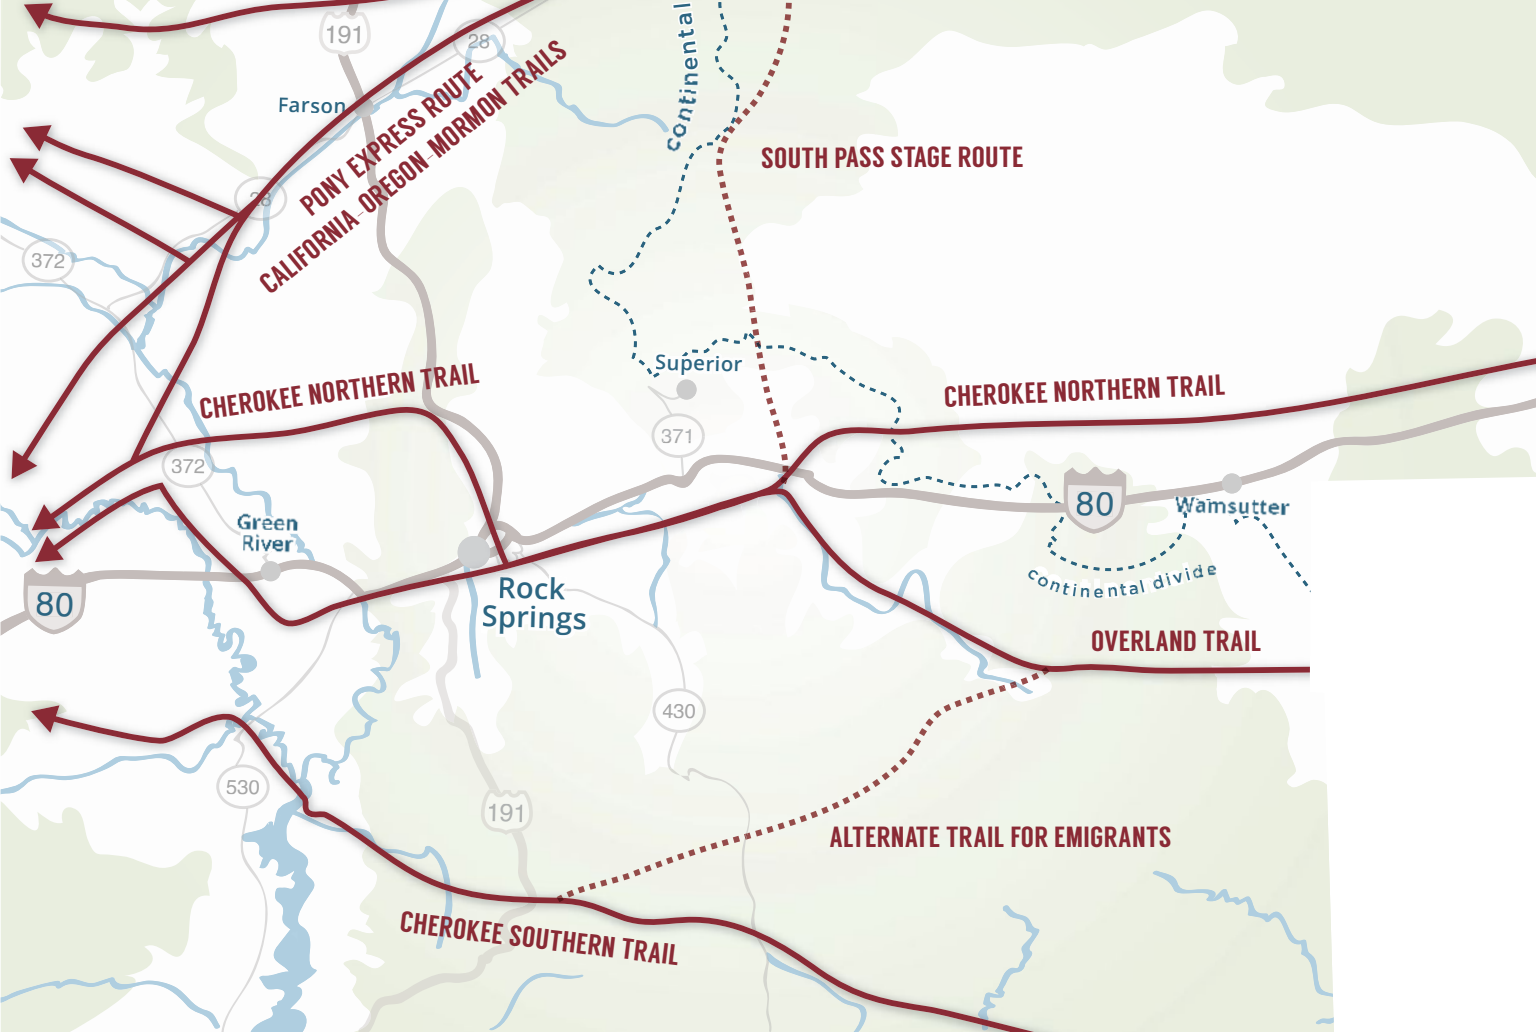 191
28
continental
Farson
PONY EXPRESS ROUTE
CALIFORNIA-OREGON-MORMON TRAILS
SOUTH PASS STAGE ROUTE
28
372
Superior
CHEROKEE NORTHERN TRAIL
CHEROKEE NORTHERN TRAIL
371
372
80
Wamsutter
Green
River
continental divide
80
Rock
Springs
OVERLAND TRAIL
430
530
191
ALTERNATE TRAIL FOR EMIGRANTS
CHEROKEE SOUTHERN TRAIL